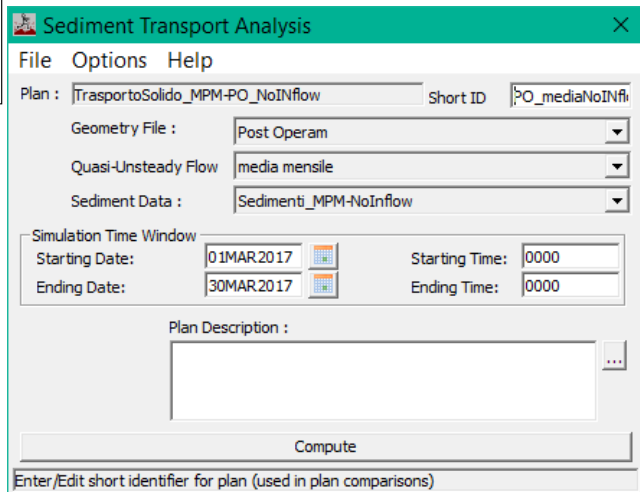 Sediment Transport Analysis
File Options Help
Plan : TrasportoSolido_MPM-PO_NoINflow Short ID PO_mediaNoINfl
Geometry File : Post Operam
Quasi-Unsteady Flow media mensile
Sediment Data : Sedimenti_MPM-NoInflow
Simulation Time Window
Starting Date: 01MAR2017 Starting Time: 0000
Ending Date: 30MAR2017 Ending Time: 0000
Plan Description :
...
Compute
Enter/Edit short identifier for plan (used in plan comparisons)